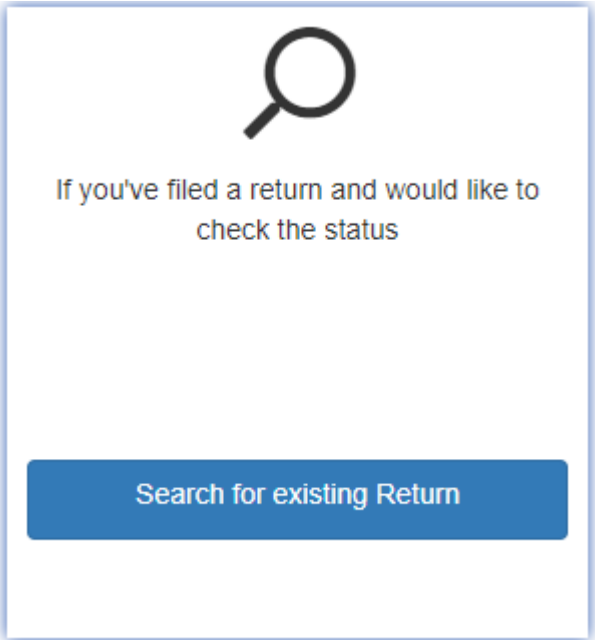 If you've filed a return and would like to
check the status
Search for existing Return